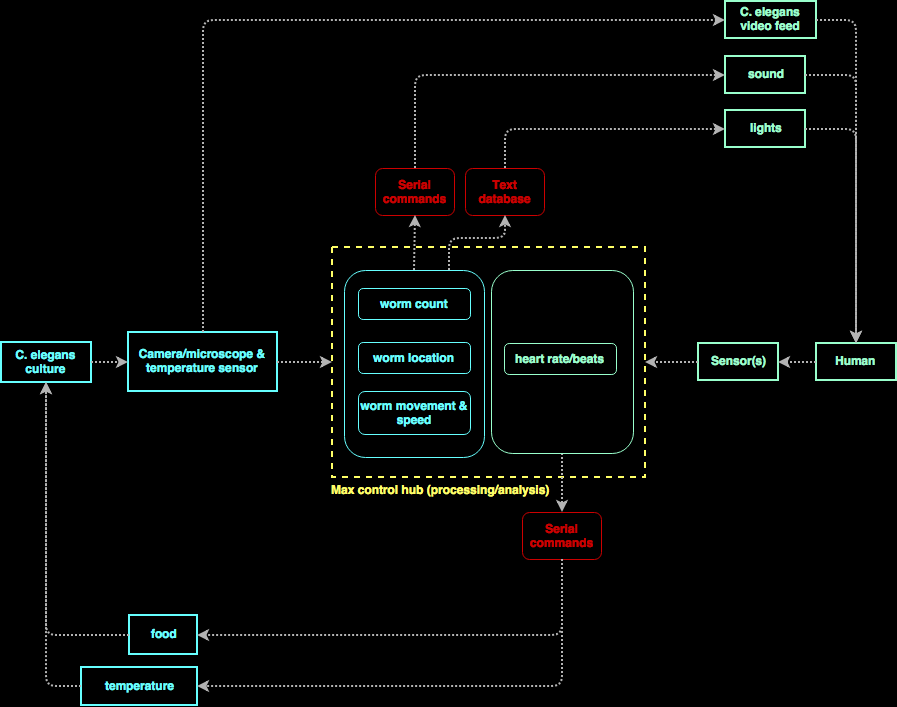 C. elegans
video feed
sound
lights
Serial
commands
Text
database
worm count
worm location
worm movement &
speed
heart rate/beats
C. elegans
culture
Camera/microscope &
temperature sensor
Sensor(s)
Human
Max control hub (processing/analysis)
Serial
commands
food
temperature